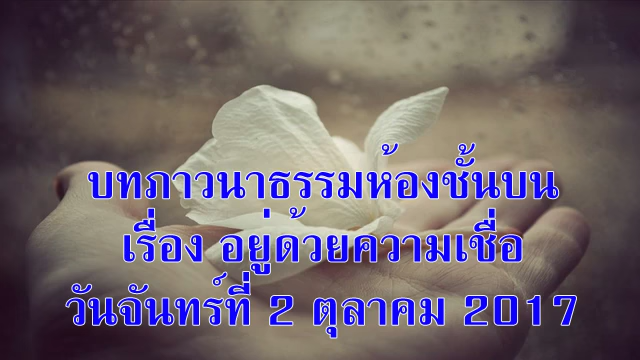 บทภาวนาธรรมห้องชั้นบน
เรื่อง อยู่ด้วยความเชื่อ
วันจันทร์ที่ 2 ตุลาคม 2017